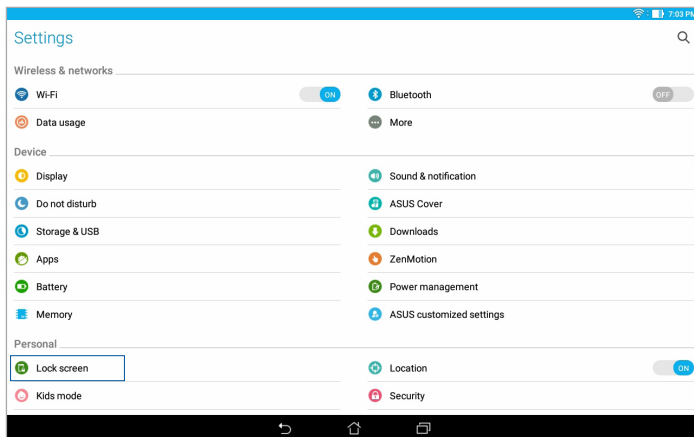 7:03 PM
Settings
Wireless & networks
Wi-Fi ON Bluetooth OFF
Data usage More
Device
Display Sound & notification
Do not disturb ASUS Cover
Storage & USB Downloads
Apps ZenMotion
Battery Power management
Memory ASUS customized settings
Personal
Lock screen Location ON
Kids mode Security